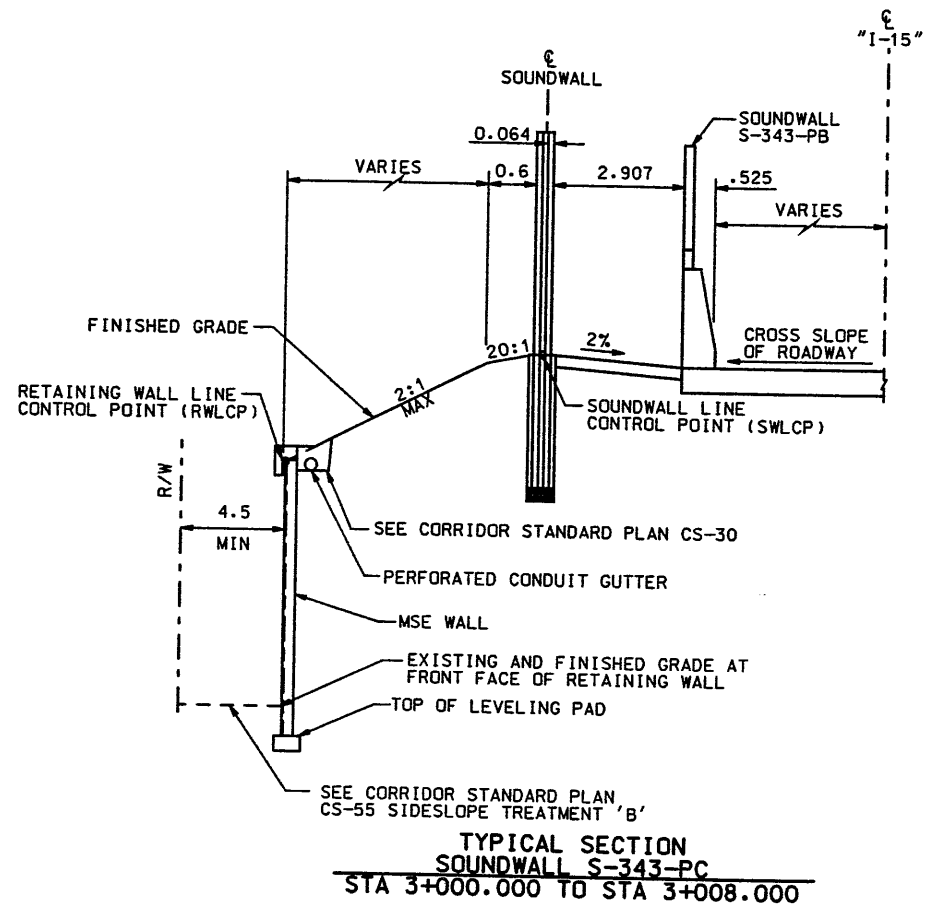 ℄
"I-15"
℄
SOUNDWALL
SOUNDWALL
S-343-PB
0.064
VARIES
0.6
2.907
.525
VARIES
FINISHED GRADE
20:1
2%
CROSS SLOPE
OF ROADWAY
2:1
MAX
RETAINING WALL LINE
CONTROL POINT (RWLCP)
SOUNDWALL LINE
CONTROL POINT (SWLCP)
R/W
4.5
MIN
SEE CORRIDOR STANDARD PLAN CS-30
PERFORATED CONDUIT GUTTER
MSE WALL
EXISTING AND FINISHED GRADE AT
FRONT FACE OF RETAINING WALL
TOP OF LEVELING PAD
SEE CORRIDOR STANDARD PLAN
CS-55 SIDESLOPE TREATMENT 'B'
TYPICAL SECTION
SOUNDWALL S-343-PC
STA 3+000.000 TO STA 3+008.000